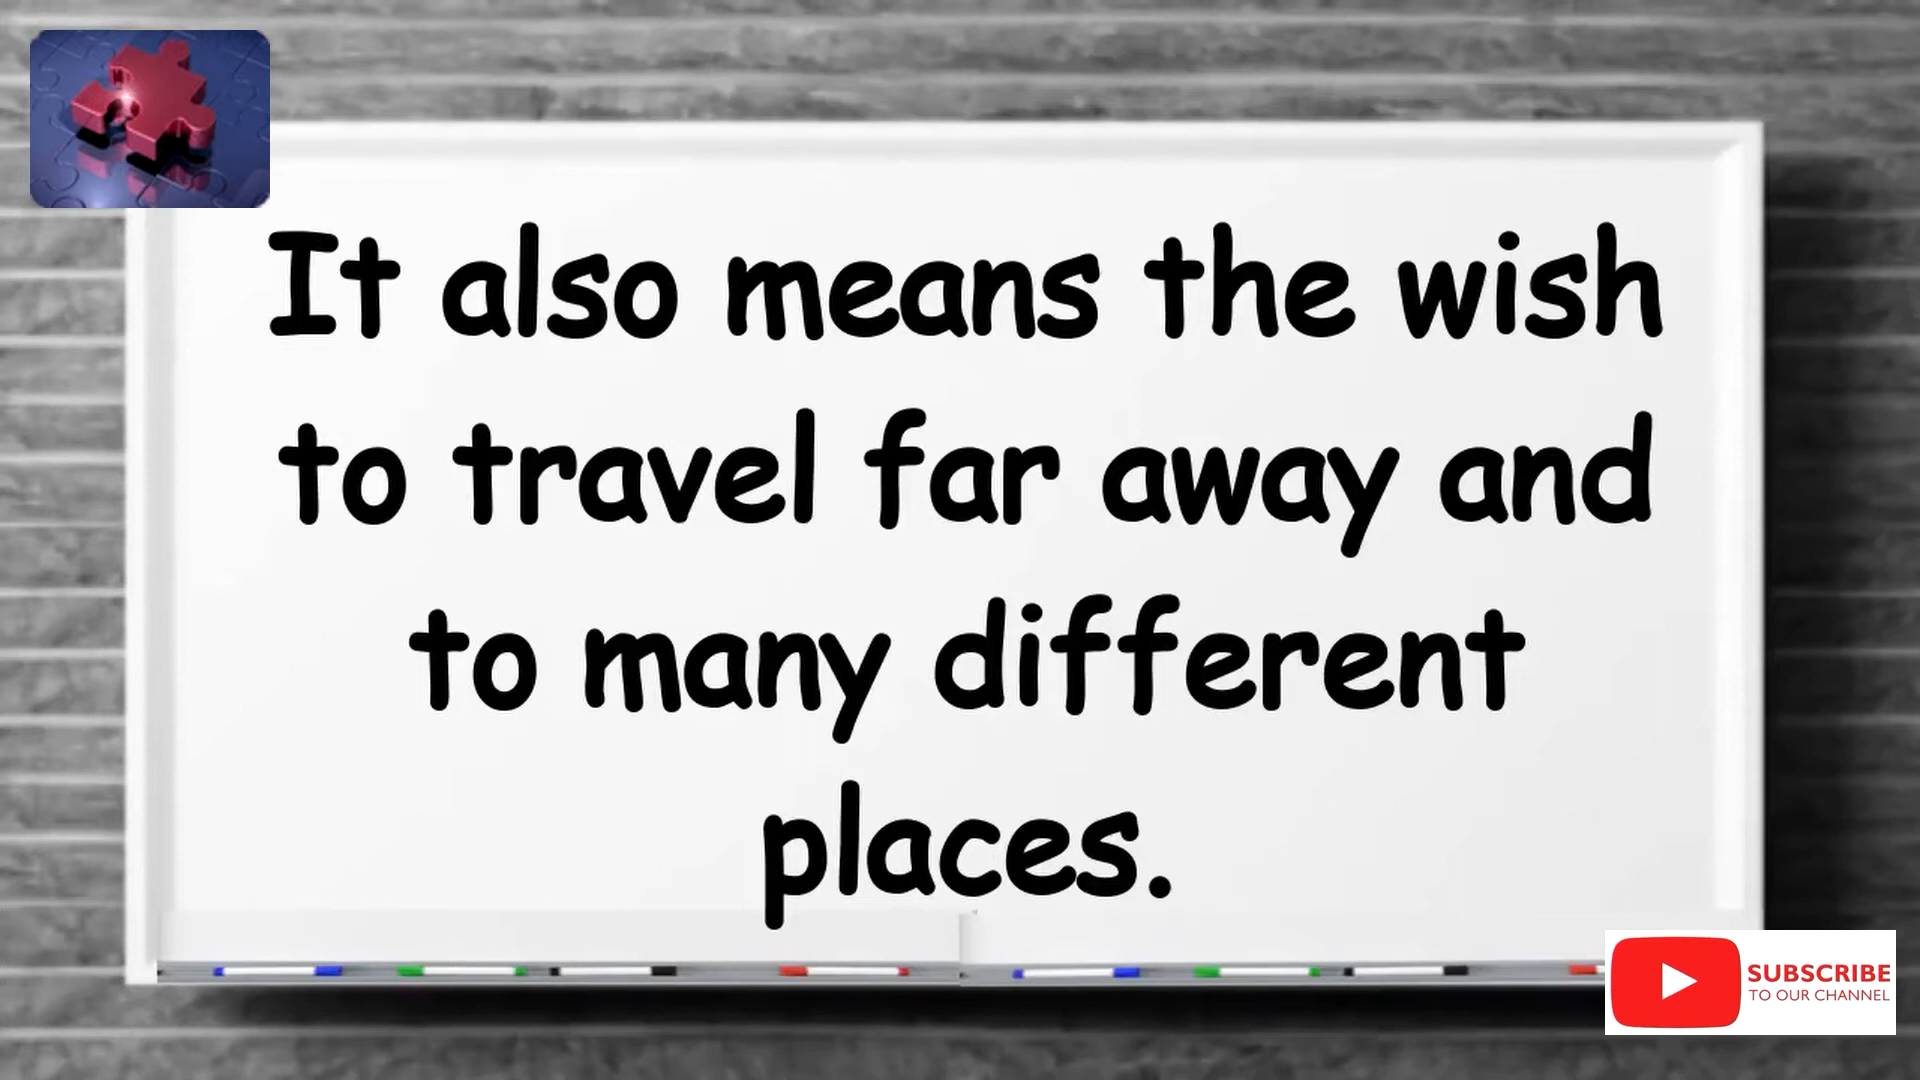 It also means the wish
to travel far away and
to many different
places.
SUBSCRIBE
TO OUR CHANNEL